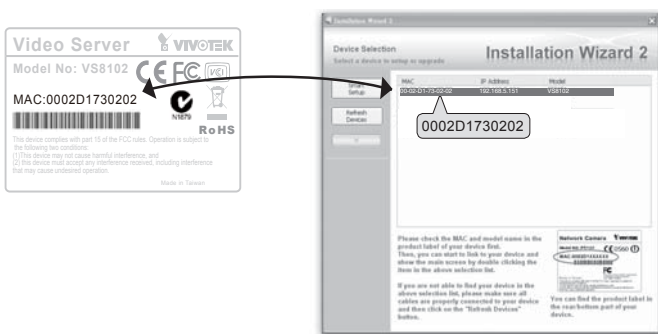 Video Server
VIVOTEK
Model No: VS8102
CE FC VCI
MAC:0002D1730202
N1879
RoHS
This device complies with part 15 of the FCC rules. Operation is subject to
the following two conditions:
(1)This device may not cause harmful interference, and
(2) this device must accept any interference received, including interference
that may cause undesired operation.
Made in Taiwan
Installation Wizard 2
Device Selection
Select a device to setup or upgrade
Installation Wizard 2
Setup
Refresh
Devices
MAC IP Address Model
00-02-D1-73-02-02 192.168.5.151 VS8102
0002D1730202
Please check the MAC and model name in the
product label of your device first.
Then, you can start to link to your device and
show the main screen by double clicking the
item in the above selection list.
If you are not able to find your device in the
above selection list, please make sure all
cables are properly connected to your device
and then click on the "Refresh Devices"
button.
Network Camera
You can find the product label in
the rear/bottom part of your
device.